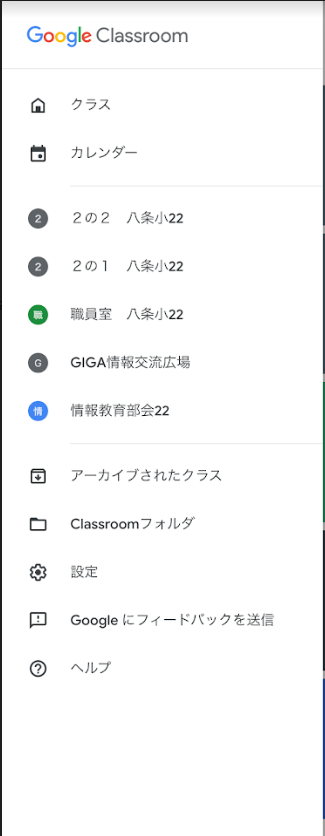 Google Classroom
クラス
カレンダー
2 ２の２　八条小22
2 ２の１　八条小22
職 職員室　八条小22
G GIGA情報交流広場
情 情報教育部会22
アーカイブされたクラス
Classroomフォルダ
設定
Google にフィードバックを送信
ヘルプ